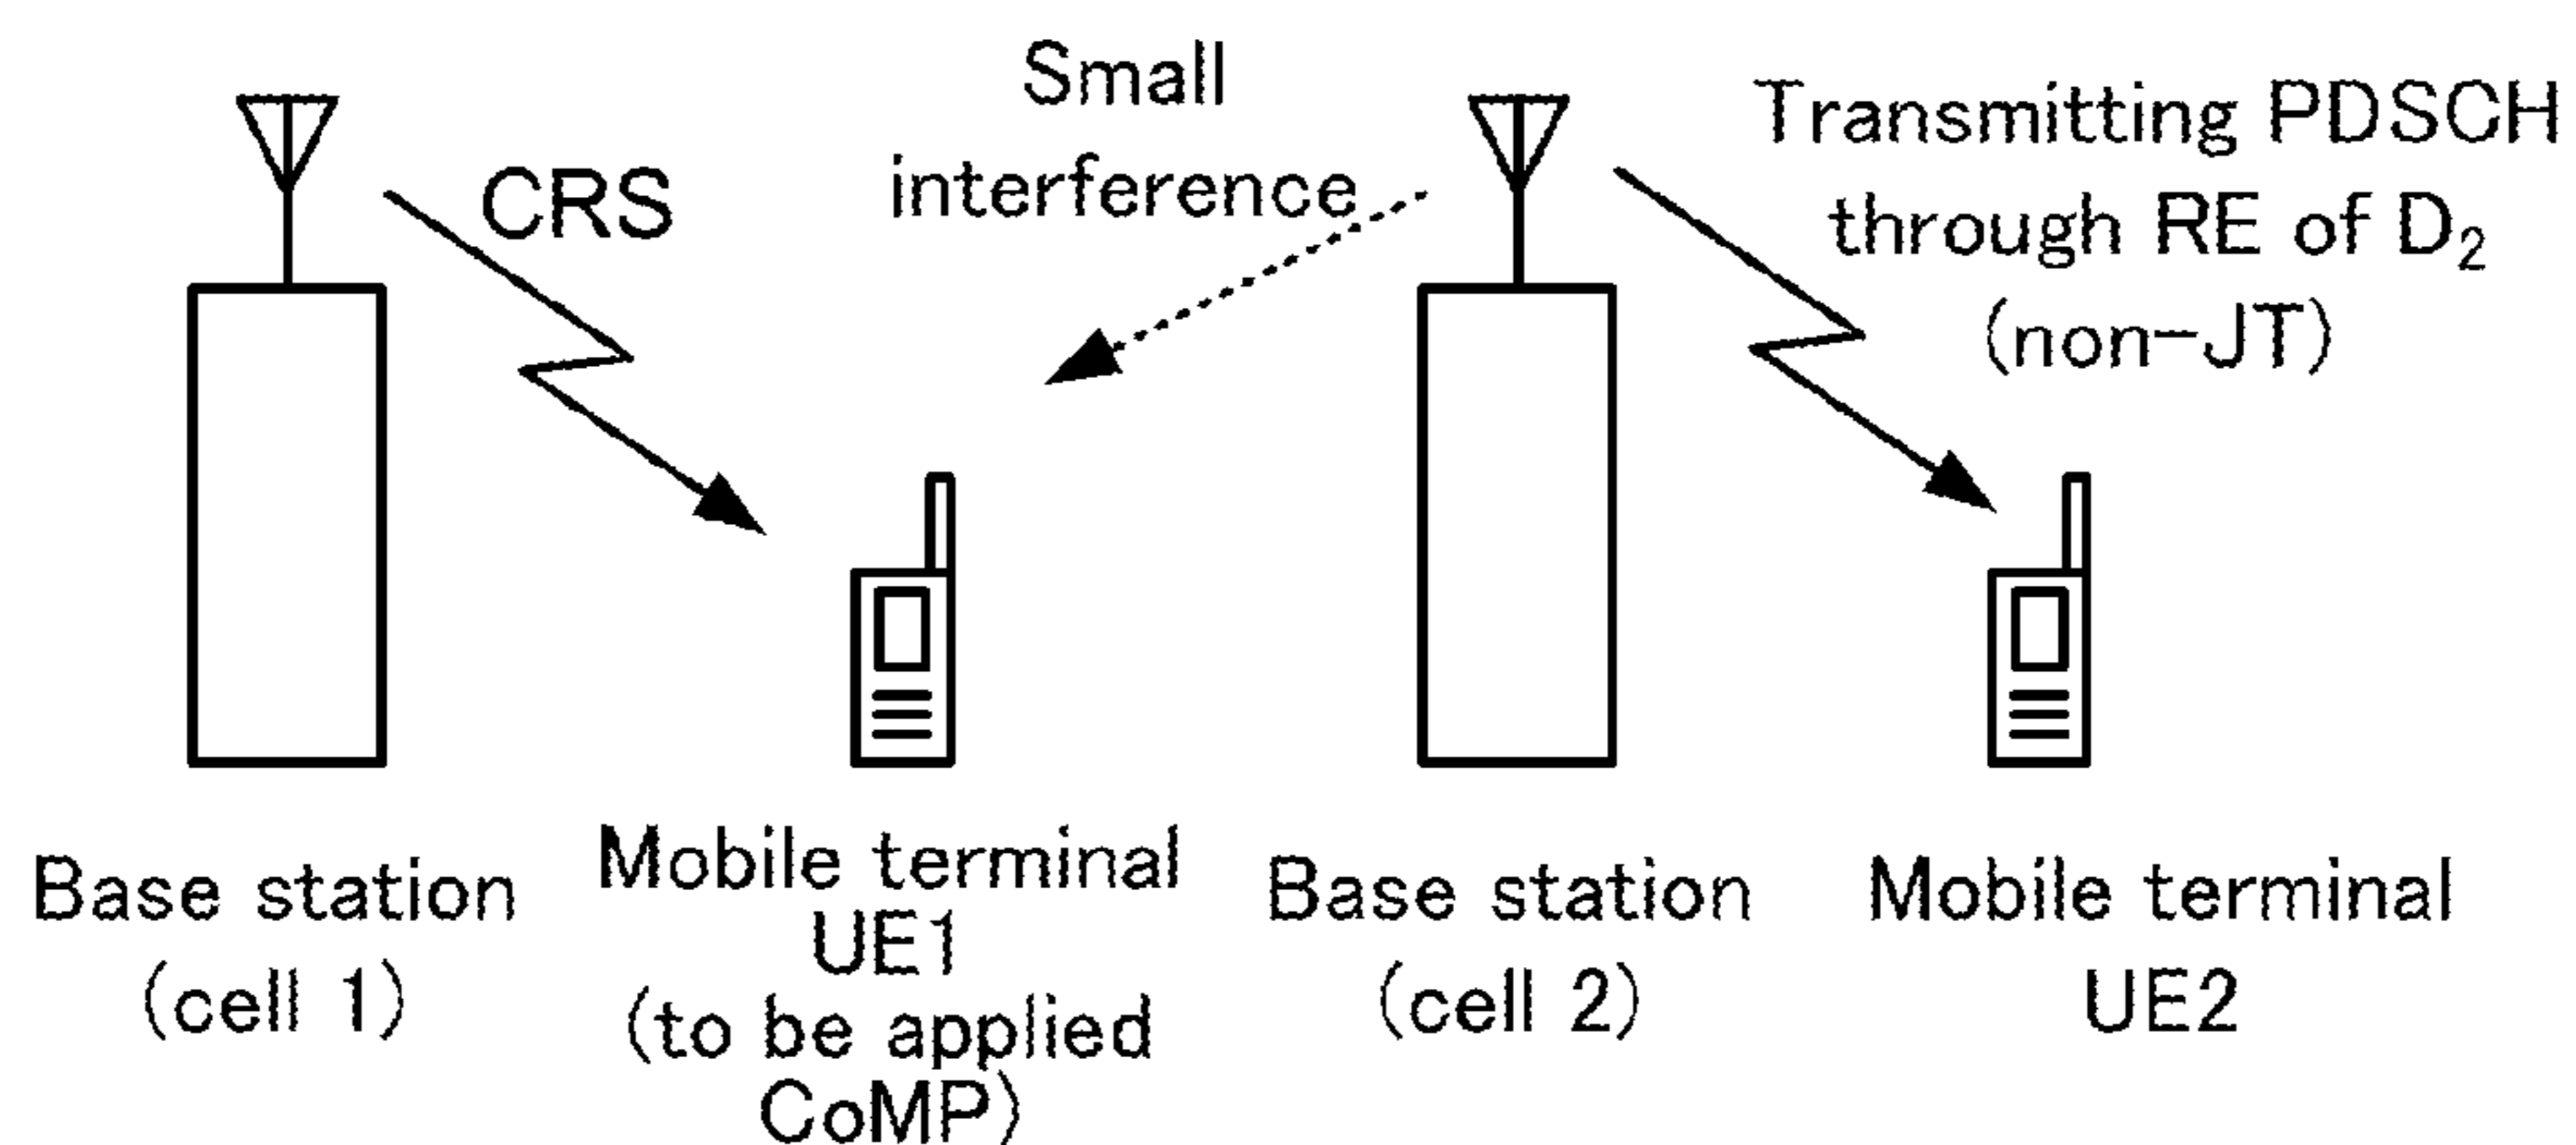 CRS
Small
interference
Transmitting PDSCH
through RE of D₂
(non-JT)
Base station
(cell 1)
Mobile terminal
UE1
(to be applied
CoMP)
Base station
(cell 2)
Mobile terminal
UE2